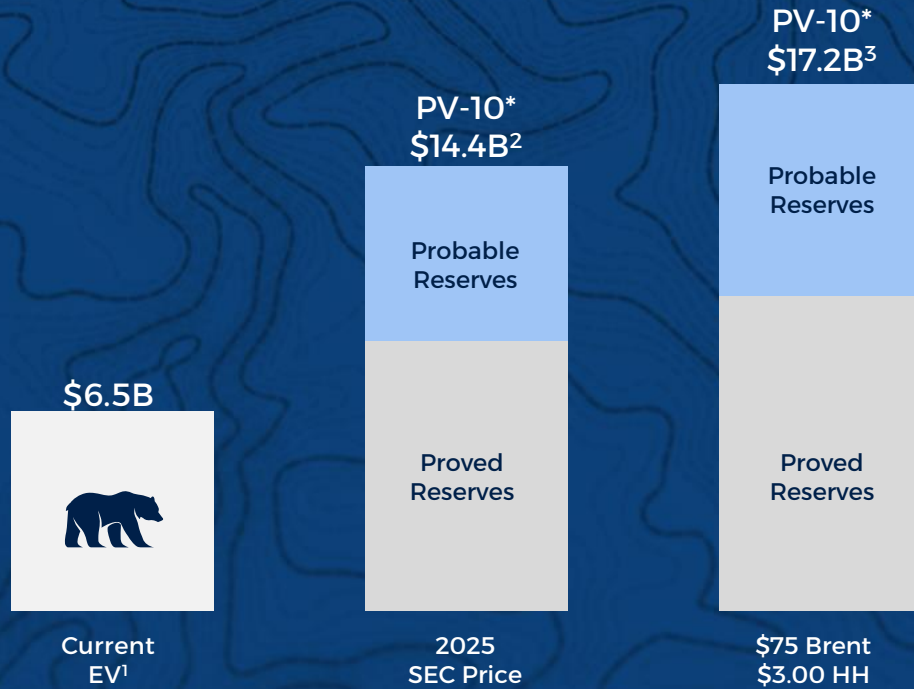 $6.5B
Current
EV¹
PV-10*
$14.4B²
Probable
Reserves
Proved
Reserves
2025
SEC Price
PV-10*
$17.2B³
Probable
Reserves
Proved
Reserves
$75 Brent
$3.00 HH